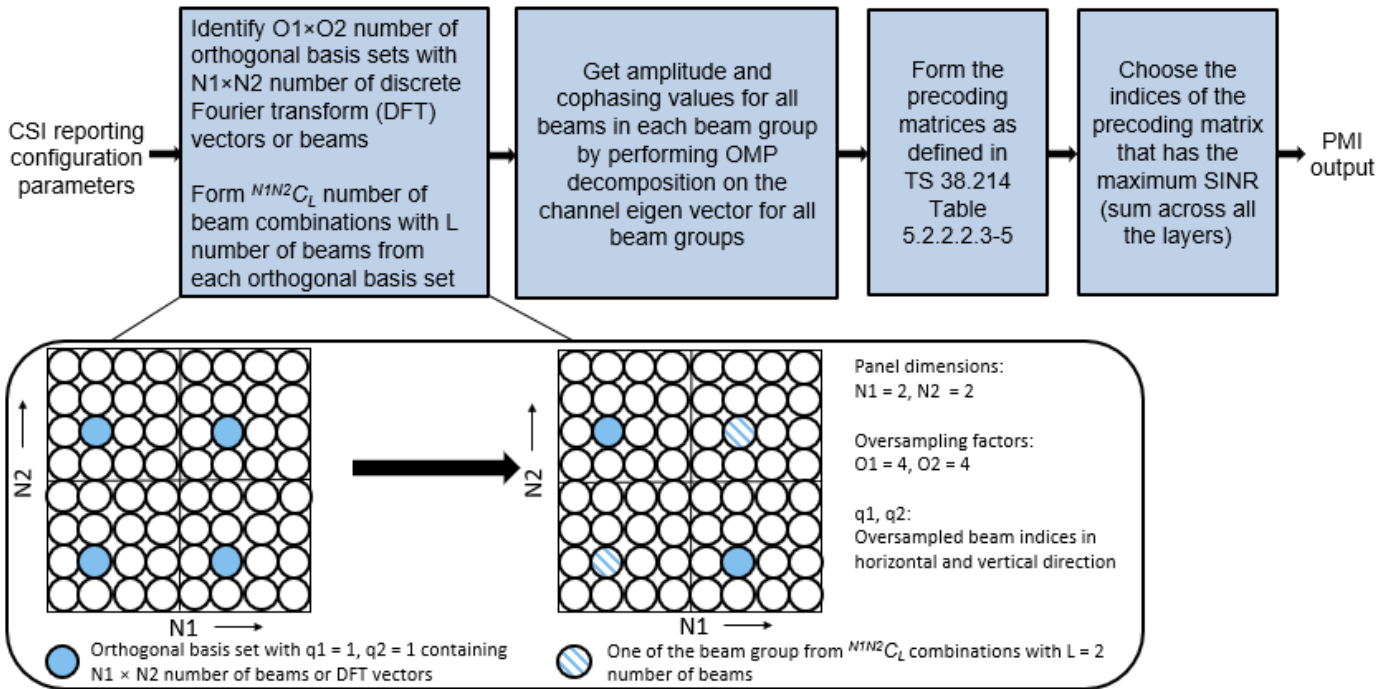 CSI reporting
configuration
parameters
Identify O1×O2 number of
orthogonal basis sets with
N1×N2 number of discrete
Fourier transform (DFT)
vectors or beams
Form N1N2CL number of
beam combinations with L
number of beams from
each orthogonal basis set
Get amplitude and
cophasing values for all
beams in each beam group
by performing OMP
decomposition on the
channel eigen vector for all
beam groups
Form the
precoding
matrices as
defined in
TS 38.214
Table
5.2.2.2.3-5
Choose the
indices of the
precoding matrix
that has the
maximum SINR
(sum across all
the layers)
PMI
output
N2
N1
N2
N1
Panel dimensions:
N1 = 2, N2 = 2
Oversampling factors:
O1 = 4, O2 = 4
q1, q2:
Oversampled beam indices in
horizontal and vertical direction
Orthogonal basis set with q1 = 1, q2 = 1 containing
N1 × N2 number of beams or DFT vectors
One of the beam group from N1N2CL combinations with L = 2
number of beams